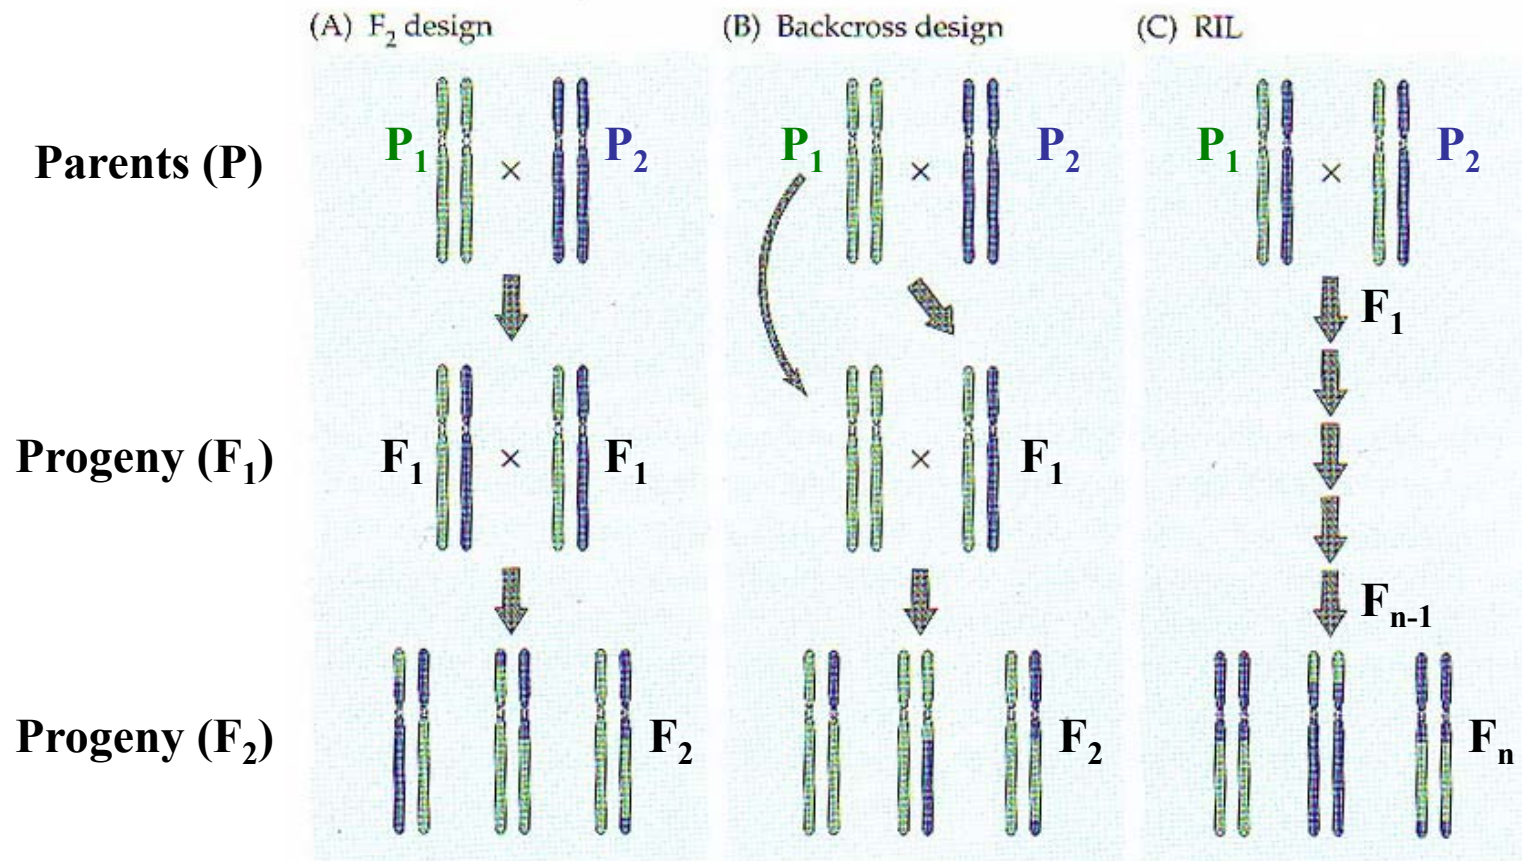 (A) F₂ design (B) Backcross design (C) RIL
Parents (P) P₁ × P₂ P₁ × P₂ P₁ × P₂
F₁
Progeny (F₁) F₁ × F₁ × F₁
Fₙ₋₁
Progeny (F₂) F₂ F₂ Fₙ